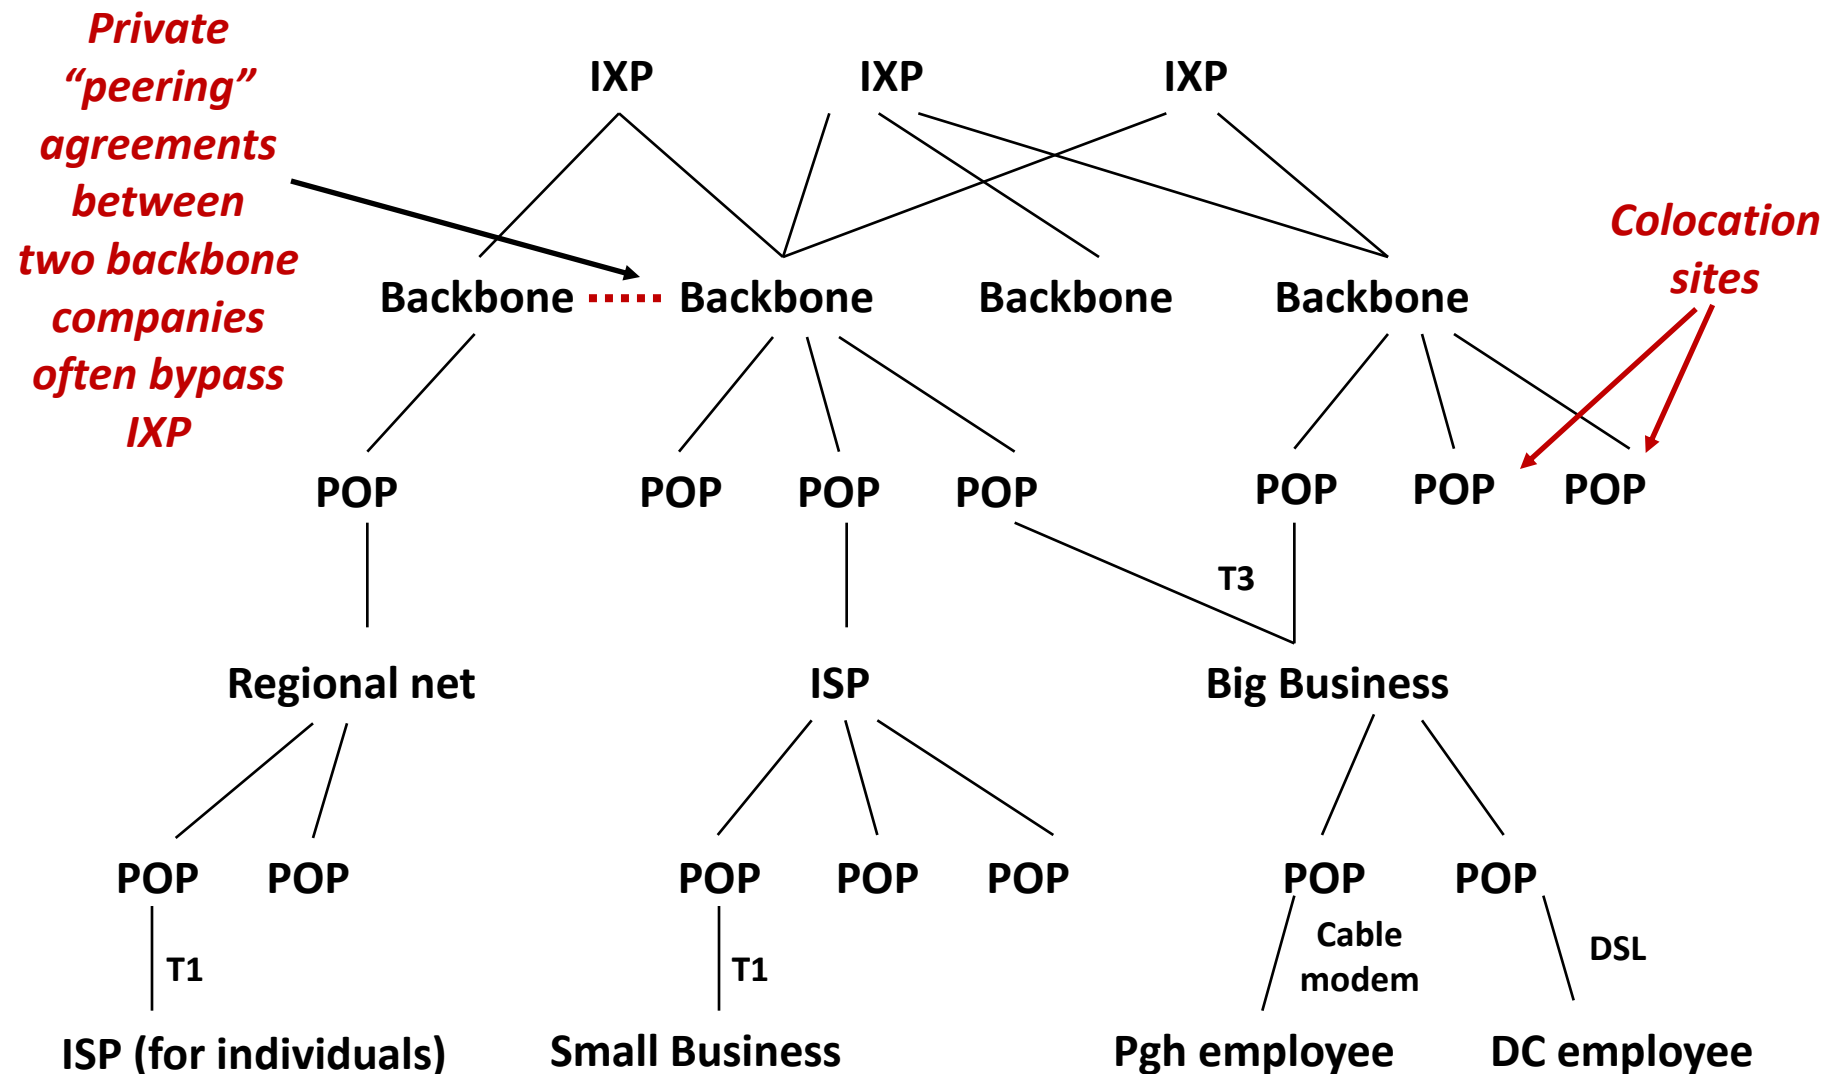 Private
“peering”
agreements
between
two backbone
companies
often bypass
IXP
IXP IXP IXP
Colocation
sites
Backbone Backbone Backbone Backbone
POP POP POP POP POP POP POP
T3
Regional net ISP Big Business
POP POP POP POP POP POP POP
T1 T1
Cable
modem
DSL
ISP (for individuals) Small Business Pgh employee DC employee